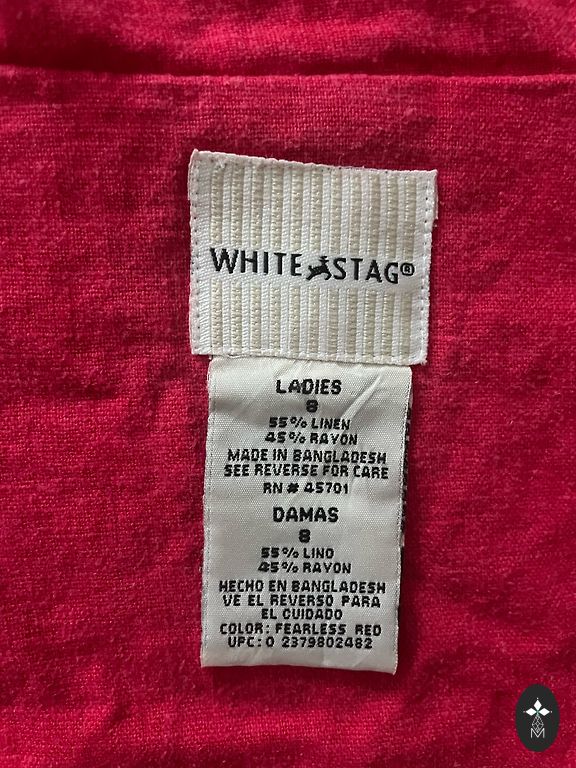 WHITE STAG®
LADIES
8
55% LINEN
45% RAYON
MADE IN BANGLADESH
SEE REVERSE FOR CARE
RN # 45701
DAMAS
8
55% LINO
45% RAYON
HECHO EN BANGLADESH
VE EL REVERSO PARA
EL CUIDADO
COLOR: FEARLESS RED
UPC: 0 2379802482
M